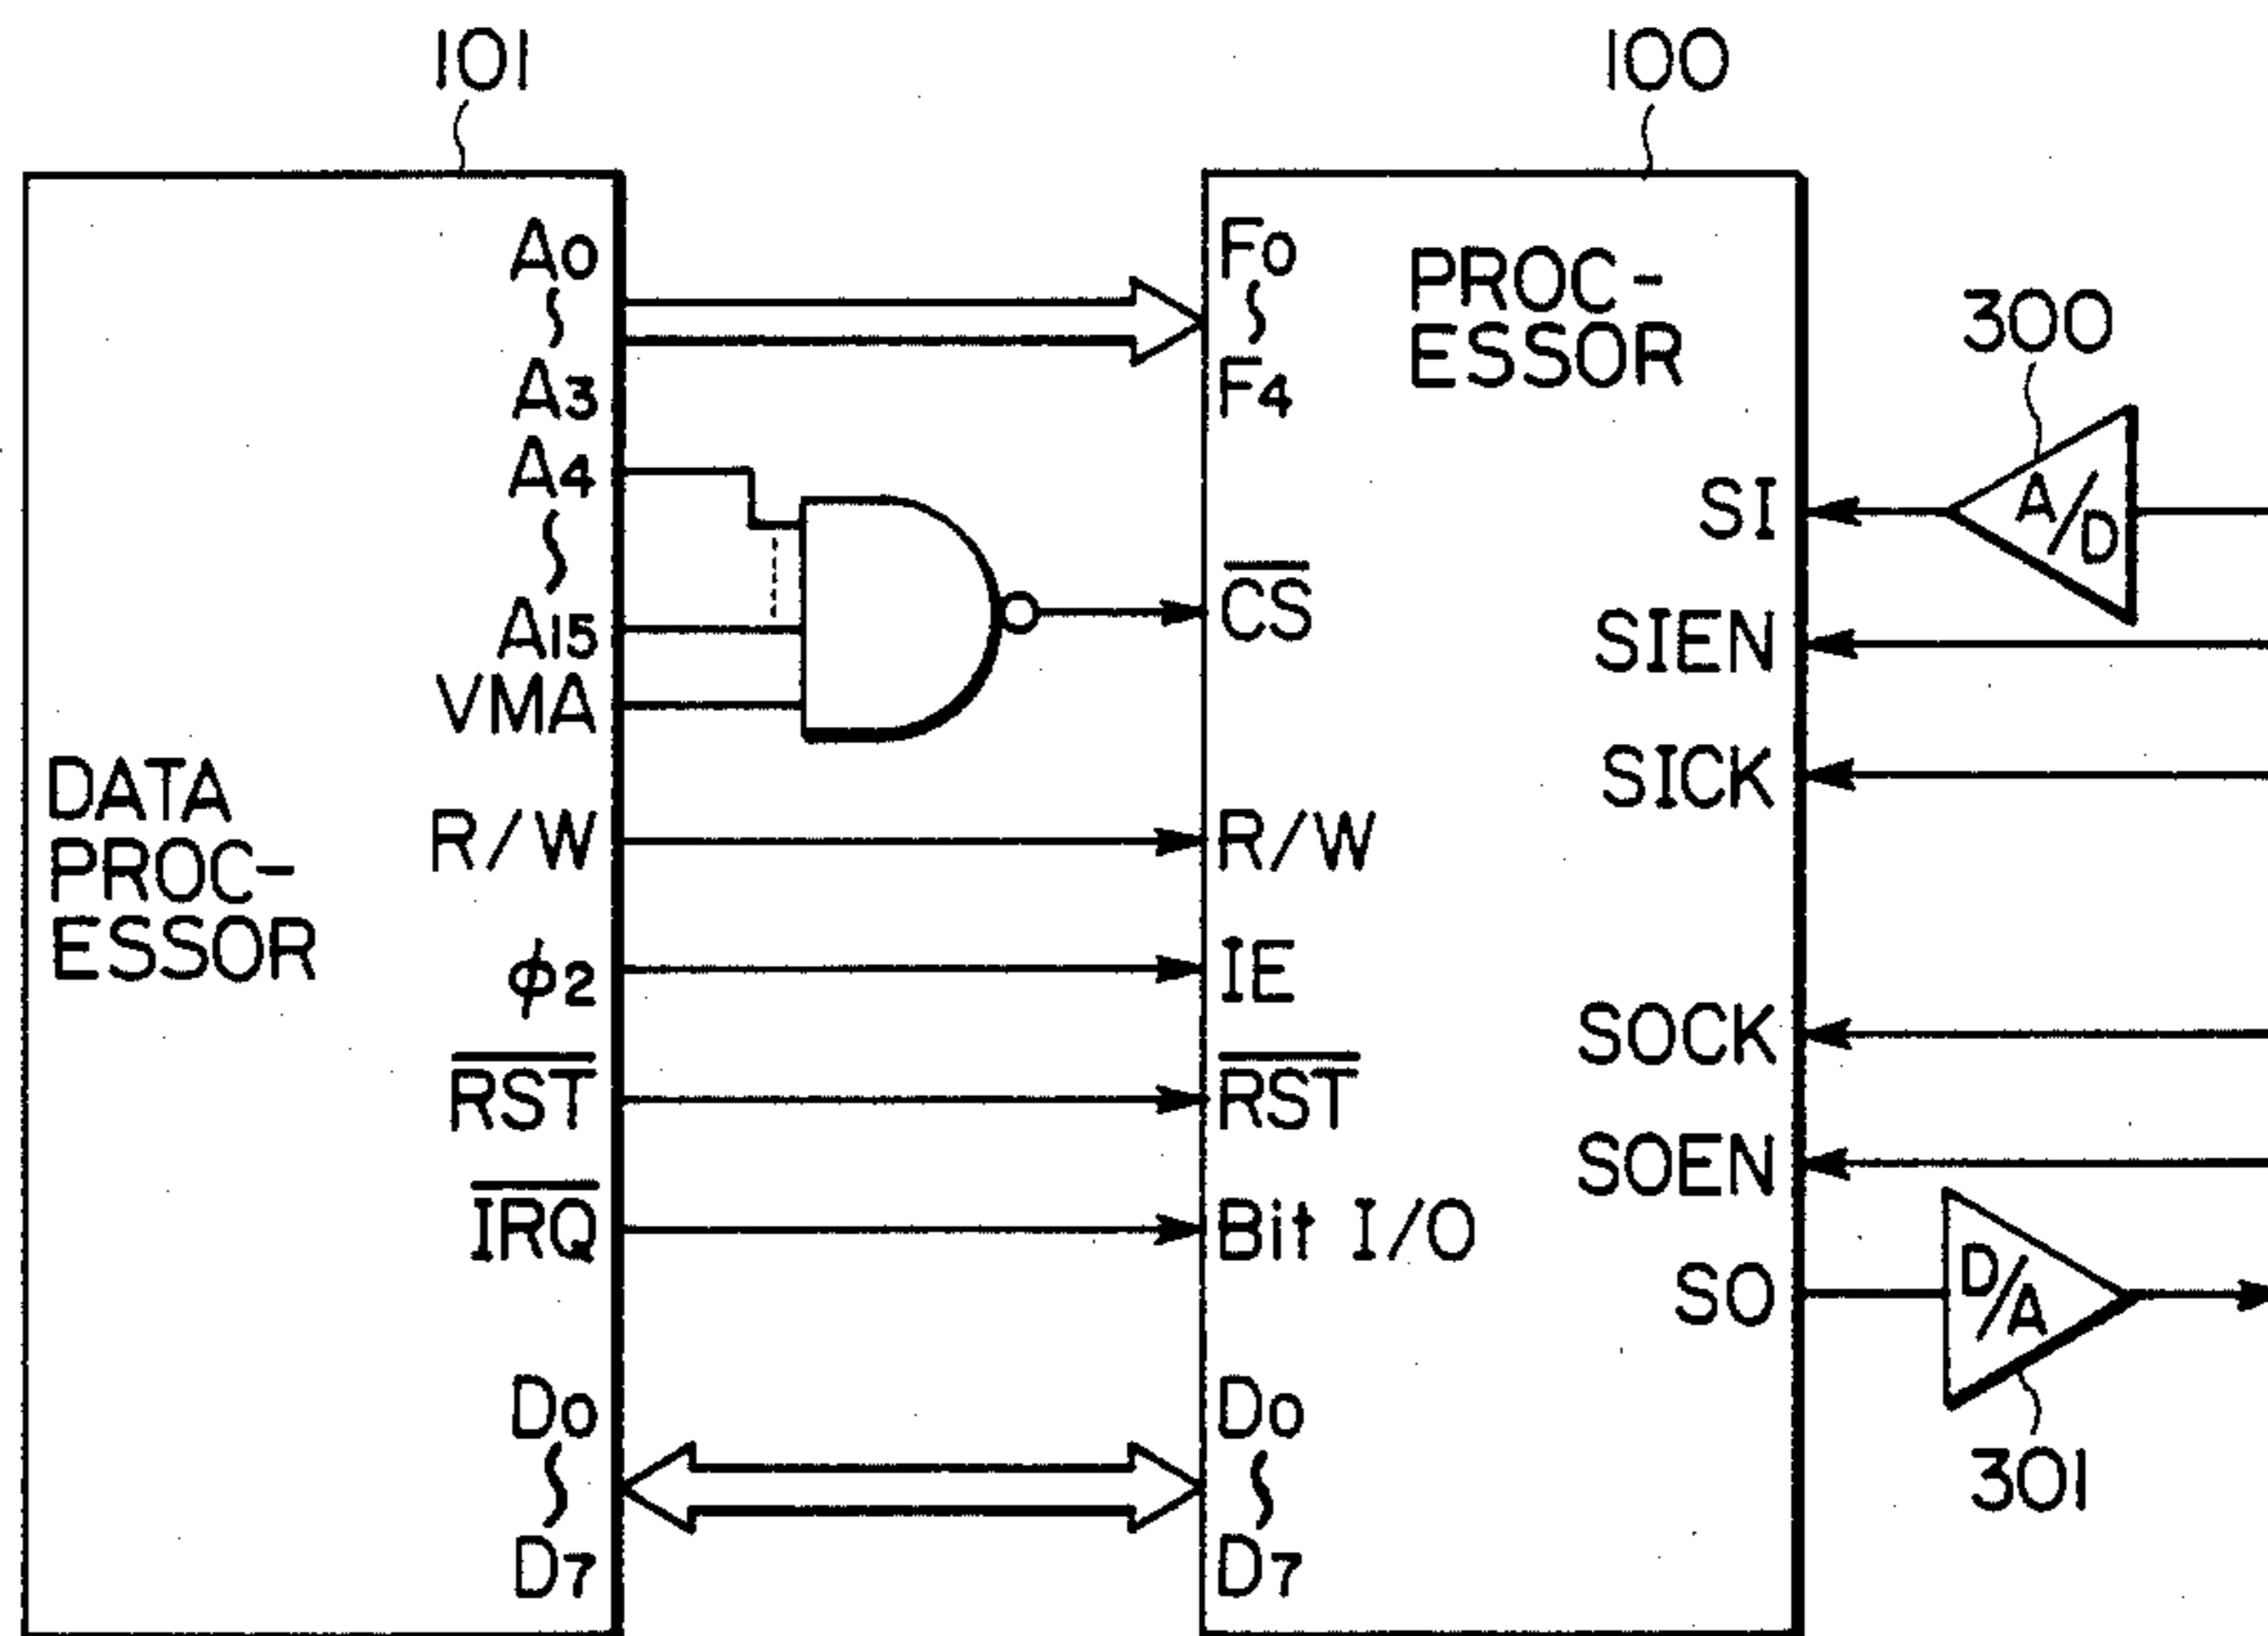 101
100
A0
~
A3
A4
~
A15
VMA
R/W
ϕ2
RST
IRQ
D0
~
D7
DATA
PROC-
ESSOR
F0
~
F4
CS
R/W
IE
RST
Bit I/O
D0
~
D7
PROC-
ESSOR
SI
SIEN
SICK
SOCK
SOEN
SO
300
A/D
D/A
301